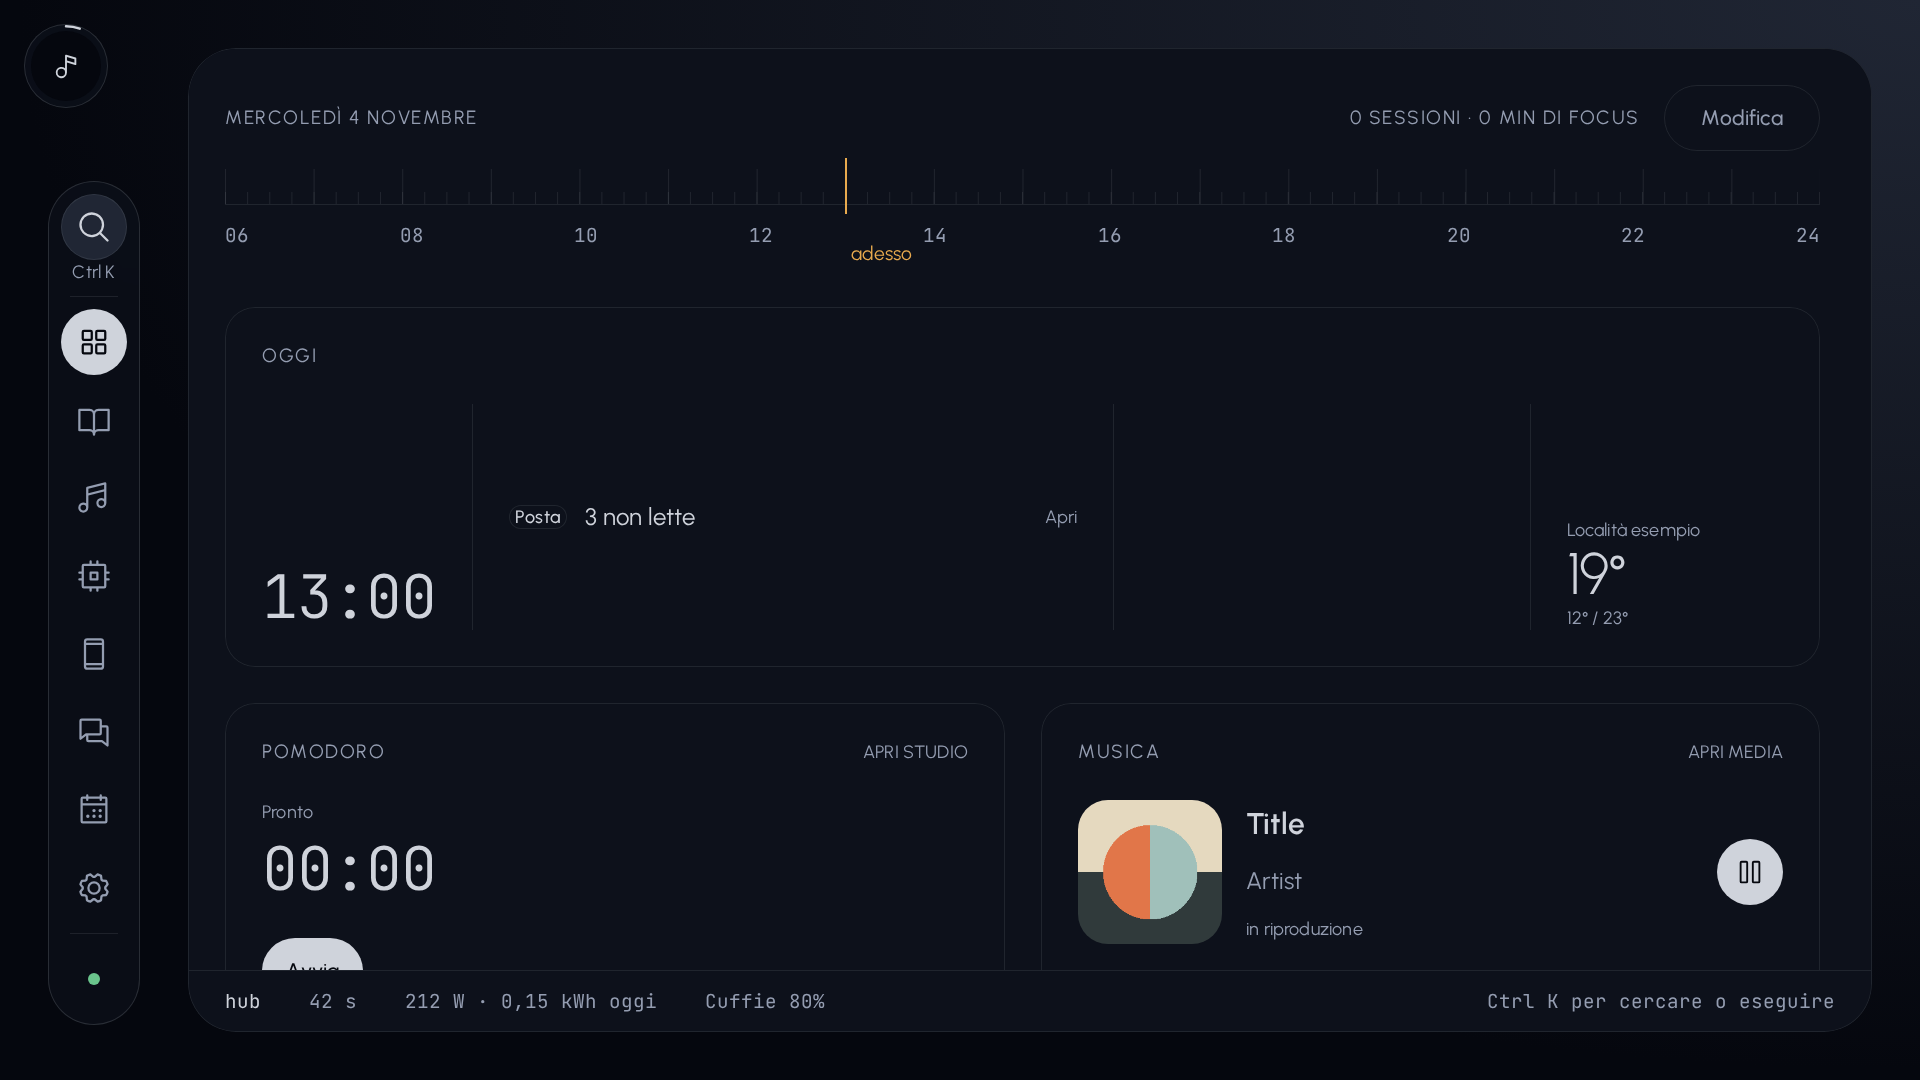 MERCOLEDÌ 4 NOVEMBRE
0 SESSIONI · 0 MIN DI FOCUS
Modifica
06 08 10 12 14 16 18 20 22 24
adesso
Ctrl K
OGGI
13:00
Posta 3 non lette Apri
Località esempio
19°
12° / 23°
POMODORO
APRI STUDIO
Pronto
00:00
Avvia
MUSICA
APRI MEDIA
Title
Artist
in riproduzione
hub 42 s 212 W · 0,15 kWh oggi Cuffie 80%
Ctrl K per cercare o eseguire